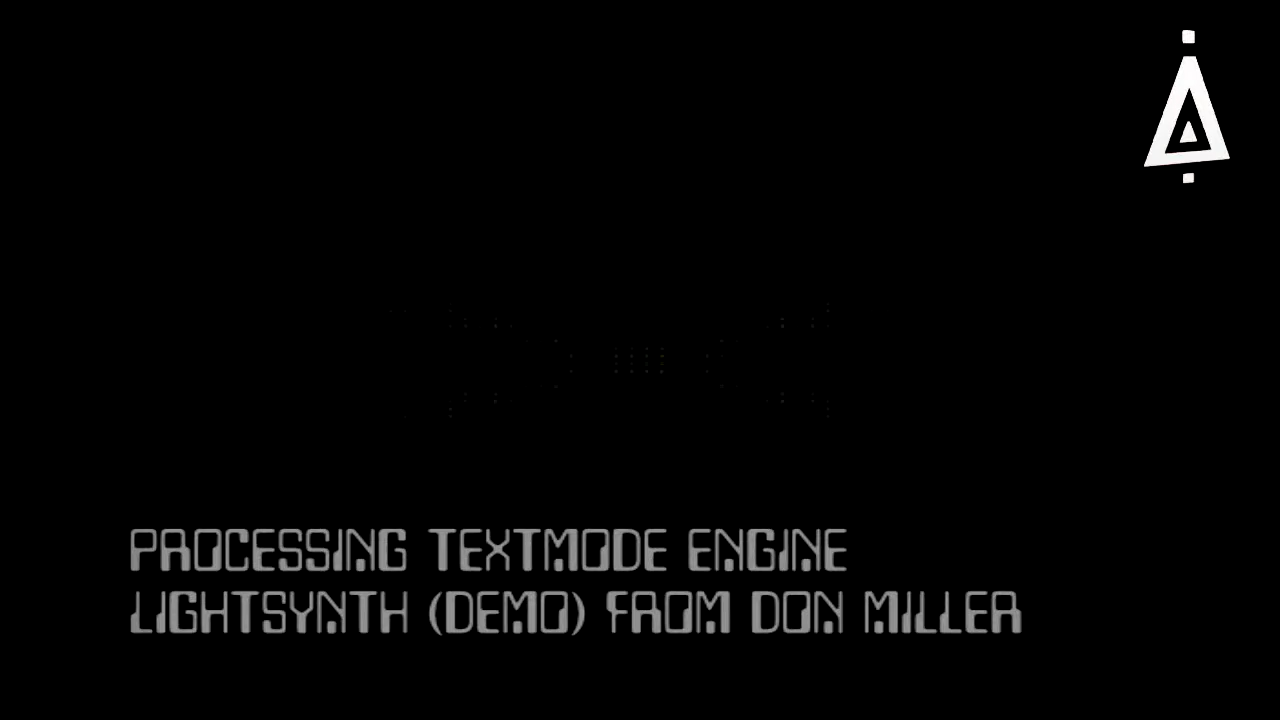 PROCESSING TEXTMODE ENGINE
LIGHTSYNTH (DEMO) FROM DON MILLER